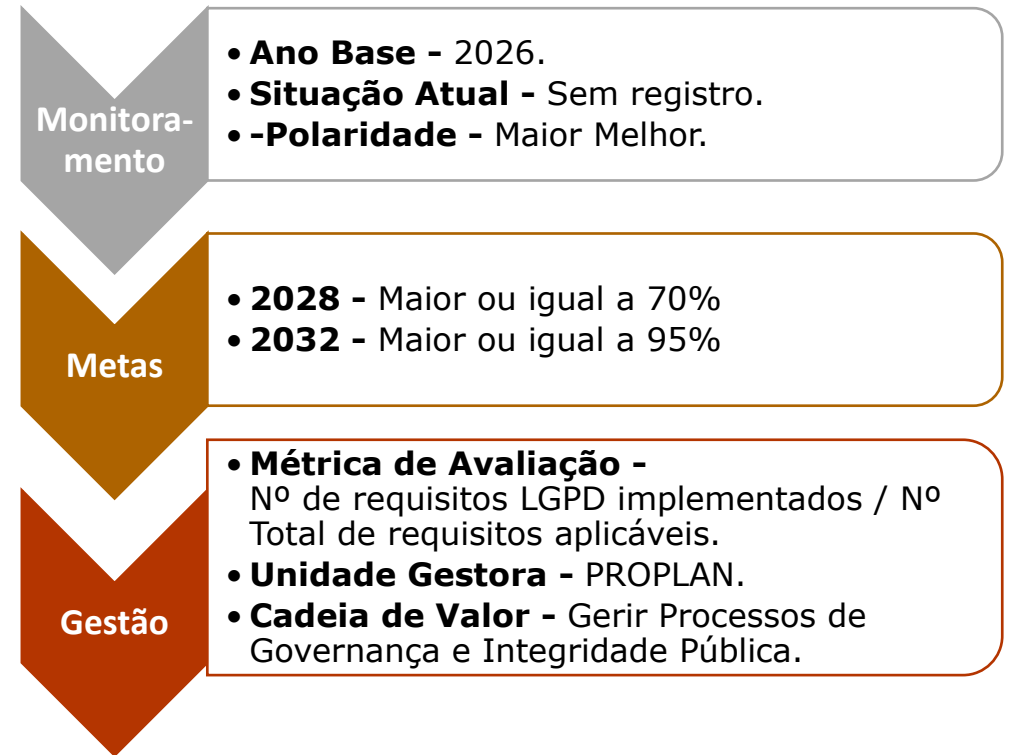 Monitora-
mento
• Ano Base - 2026.
• Situação Atual - Sem registro.
• -Polaridade - Maior Melhor.
Metas
• 2028 - Maior ou igual a 70%
• 2032 - Maior ou igual a 95%
Gestão
• Métrica de Avaliação -
Nº de requisitos LGPD implementados / Nº
Total de requisitos aplicáveis.
• Unidade Gestora - PROPLAN.
• Cadeia de Valor - Gerir Processos de
Governança e Integridade Pública.